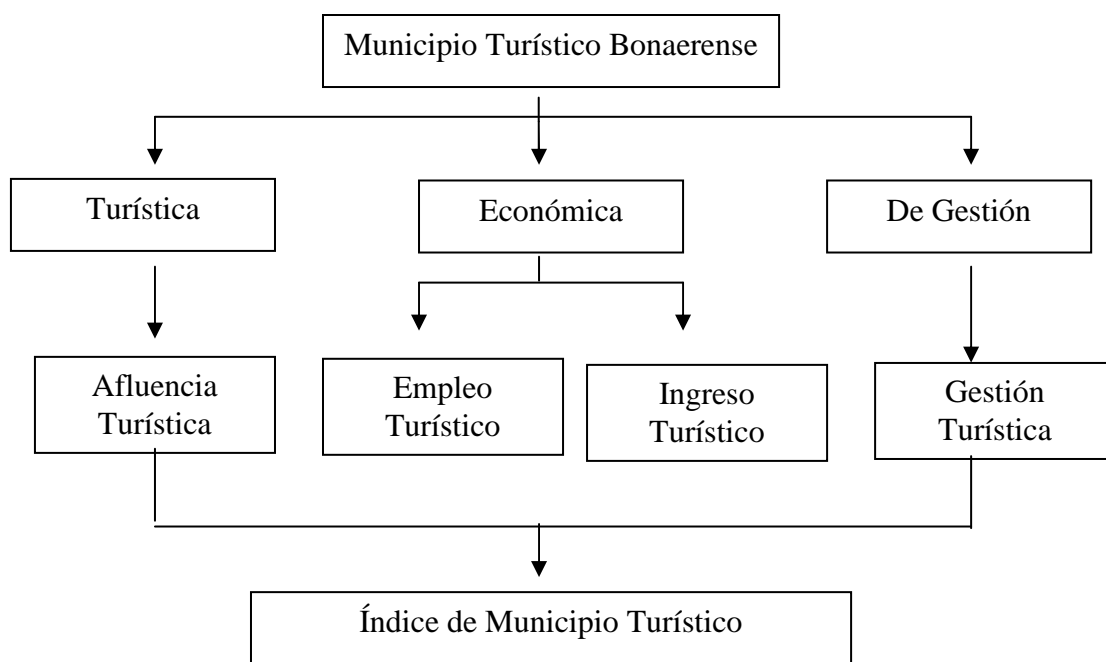 Municipio Turístico Bonaerense
Turística
Económica
De Gestión
Afluencia
Turística
Empleo
Turístico
Ingreso
Turístico
Gestión
Turística
Índice de Municipio Turístico